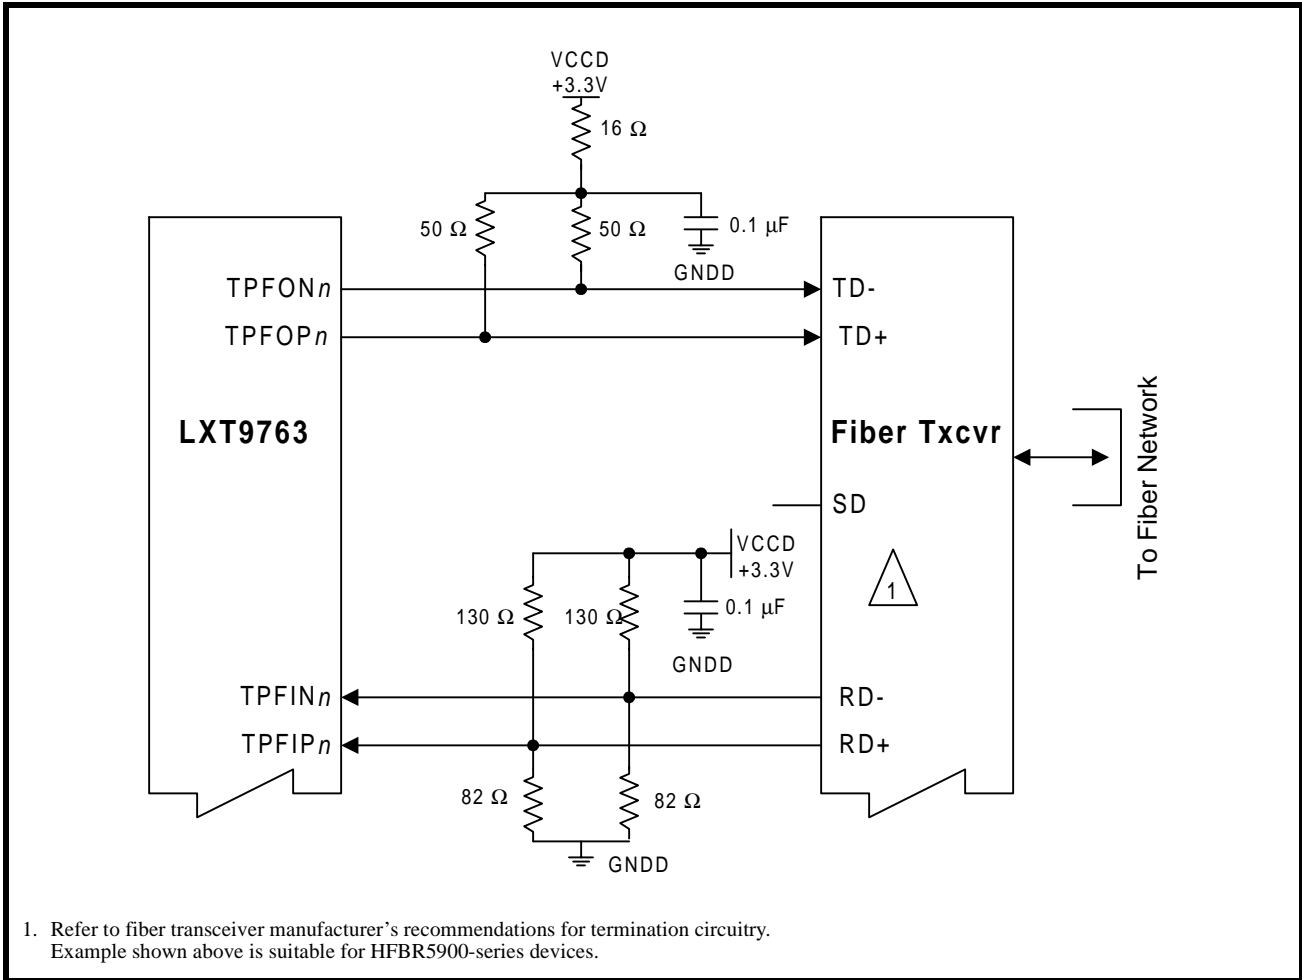 VCCD
+3.3V
16 Ω
50 Ω
50 Ω
0.1 μF
GNDD
TPFONn
TD-
TPFOPn
TD+
LXT9763
Fiber Txcvr
To Fiber Network
SD
VCCD
+3.3V
1
130 Ω
130 Ω
0.1 μF
GNDD
TPFINn
RD-
TPFIPn
RD+
82 Ω
82 Ω
GNDD
1. Refer to fiber transceiver manufacturer's recommendations for termination circuitry.
Example shown above is suitable for HFBR5900-series devices.